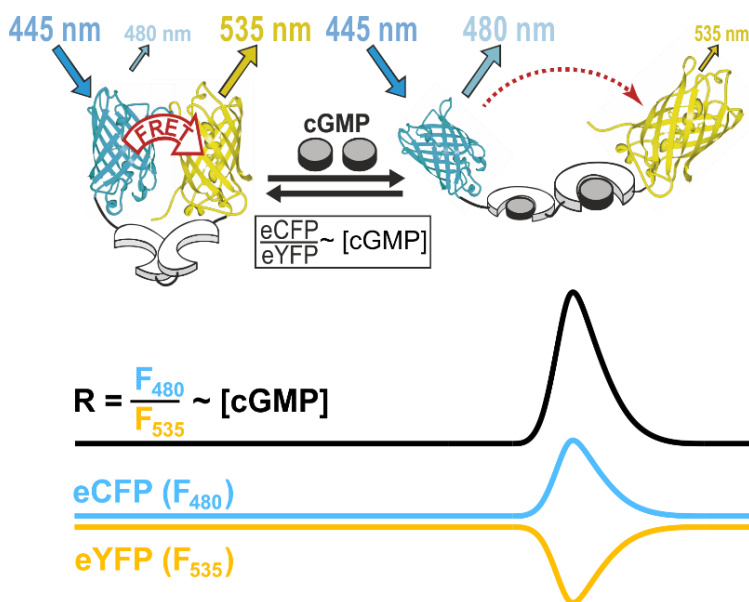 445 nm 480 nm 535 nm 445 nm 480 nm 535 nm
FRET
cGMP
eCFP
eYFP ~ [cGMP]
R = F480
F535 ~ [cGMP]
eCFP (F480)
eYFP (F535)